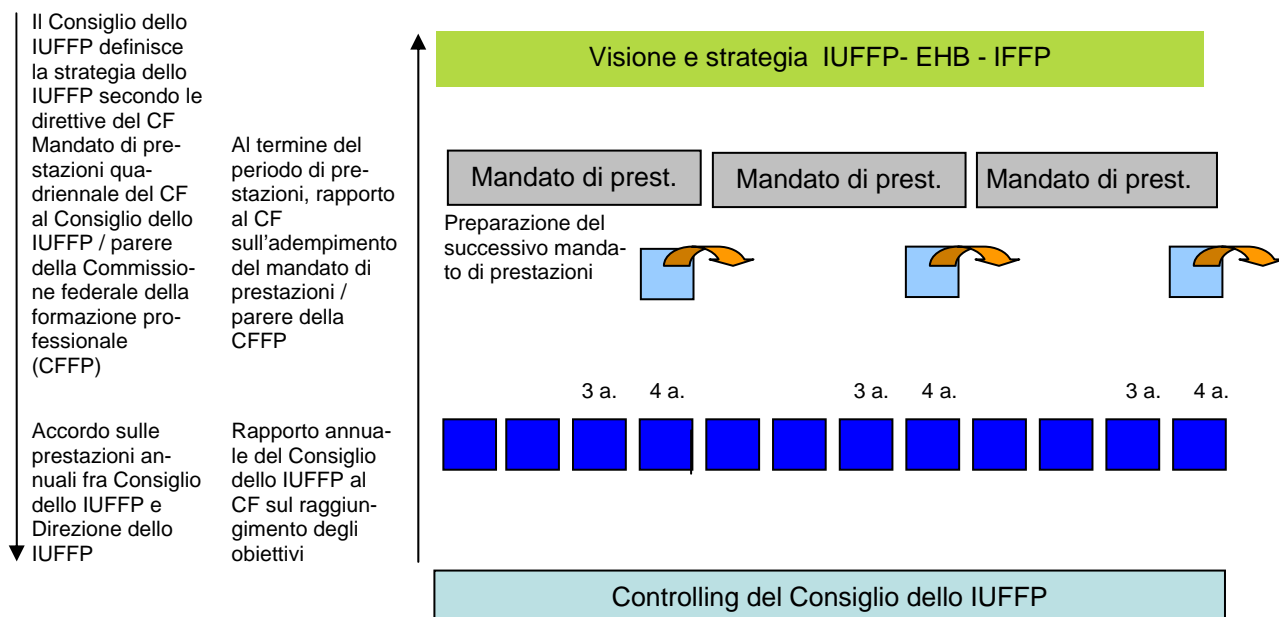 Il Consiglio dello
IUFFP definisce
la strategia dello
IUFFP secondo le
direttive del CF
Mandato di pre-
stazioni qua-
driennale del CF
al Consiglio dello
IUFFP / parere
della Commissio-
ne federale della
formazione pro-
fessionale
(CFFP)
Accordo sulle
prestazioni an-
nuali fra Consiglio
dello IUFFP e
Direzione dello
IUFFP
Al termine del
periodo di pre-
stazioni, rapporto
al CF
sull’adempimento
del mandato di
prestazioni /
parere della
CFFP
Rapporto annua-
le del Consiglio
dello IUFFP al
CF sul raggiun-
gimento degli
obiettivi
Visione e strategia IUFFP- EHB - IFFP
Mandato di prest. Mandato di prest. Mandato di prest.
Preparazione del
successivo manda-
to di prestazioni
3 a. 4 a. 3 a. 4 a. 3 a. 4 a.
Controlling del Consiglio dello IUFFP